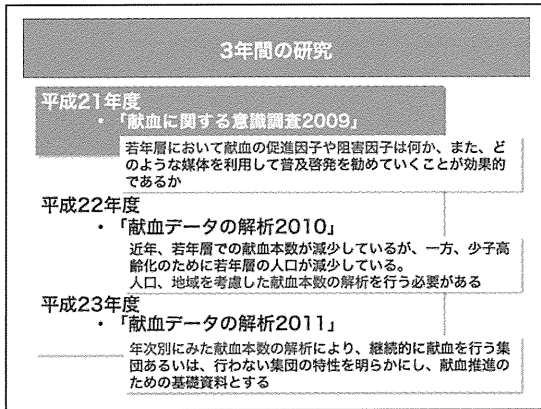 3年間の研究
平成21年度
・「献血に関する意識調査2009」
若年層において献血の促進因子や阻害因子は何か、また、ど
のような媒体を利用して普及啓発を勧めていくことが効果的
であるか
平成22年度
・「献血データの解析2010」
近年、若年層での献血本数が減少しているが、一方、少子高
齢化のために若年層の人口が減少している。
人口、地域を考慮した献血本数の解析を行う必要がある
平成23年度
・「献血データの解析2011」
年次別にみた献血本数の解析により、継続的に献血を行う集
団あるいは、行わない集団の特性を明らかにし、献血推進の
ための基礎資料とする